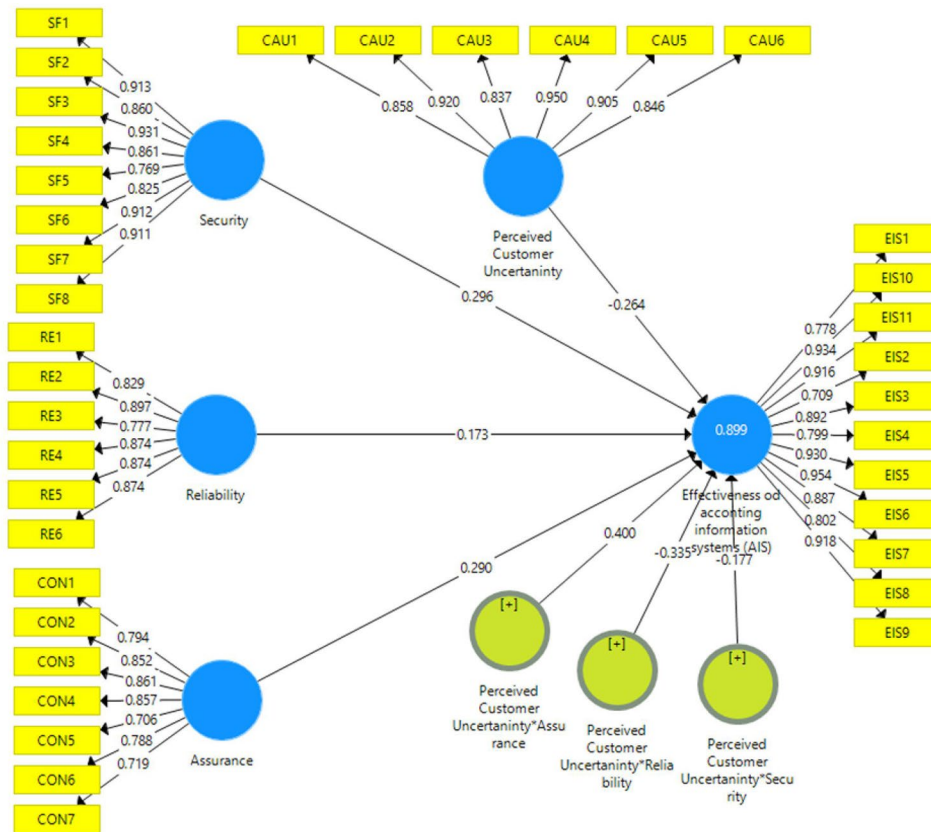 SF1
SF2
SF3
SF4
SF5
SF6
SF7
SF8
0.913
0.860
0.931
0.861
0.769
0.825
0.912
0.911
Security
CAU1
CAU2
CAU3
CAU4
CAU5
CAU6
0.858
0.920
0.837
0.950
0.905
0.846
Perceived
Customer
Uncertaninty
0.296
-0.264
RE1
RE2
RE3
RE4
RE5
RE6
0.829
0.897
0.777
0.874
0.874
0.874
Reliability
0.173
0.899
Effectiveness od
acconting
information
systems (AIS)
EIS1
EIS10
EIS11
EIS2
EIS3
EIS4
EIS5
EIS6
EIS7
EIS8
EIS9
0.778
0.934
0.916
0.709
0.892
0.799
0.930
0.954
0.887
0.802
0.918
CON1
CON2
CON3
CON4
CON5
CON6
CON7
0.794
0.852
0.861
0.857
0.706
0.788
0.719
Assurance
0.290
0.400
-0.335
-0.177
[+]
Perceived
Customer
Uncertaninty*Assu
rance
[+]
Perceived
Customer
Uncertaninty*Relia
bility
[+]
Perceived
Customer
Uncertaninty*Secu
rity